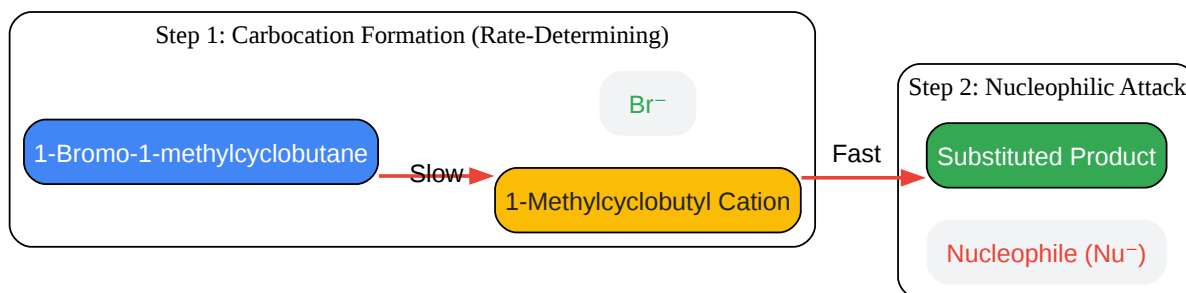 Step 1: Carbocation Formation (Rate-Determining)
Br⁻
1-Bromo-1-methylcyclobutane
Slow
1-Methylcyclobutyl Cation
Fast
Step 2: Nucleophilic Attack
Substituted Product
Nucleophile (Nu⁻)